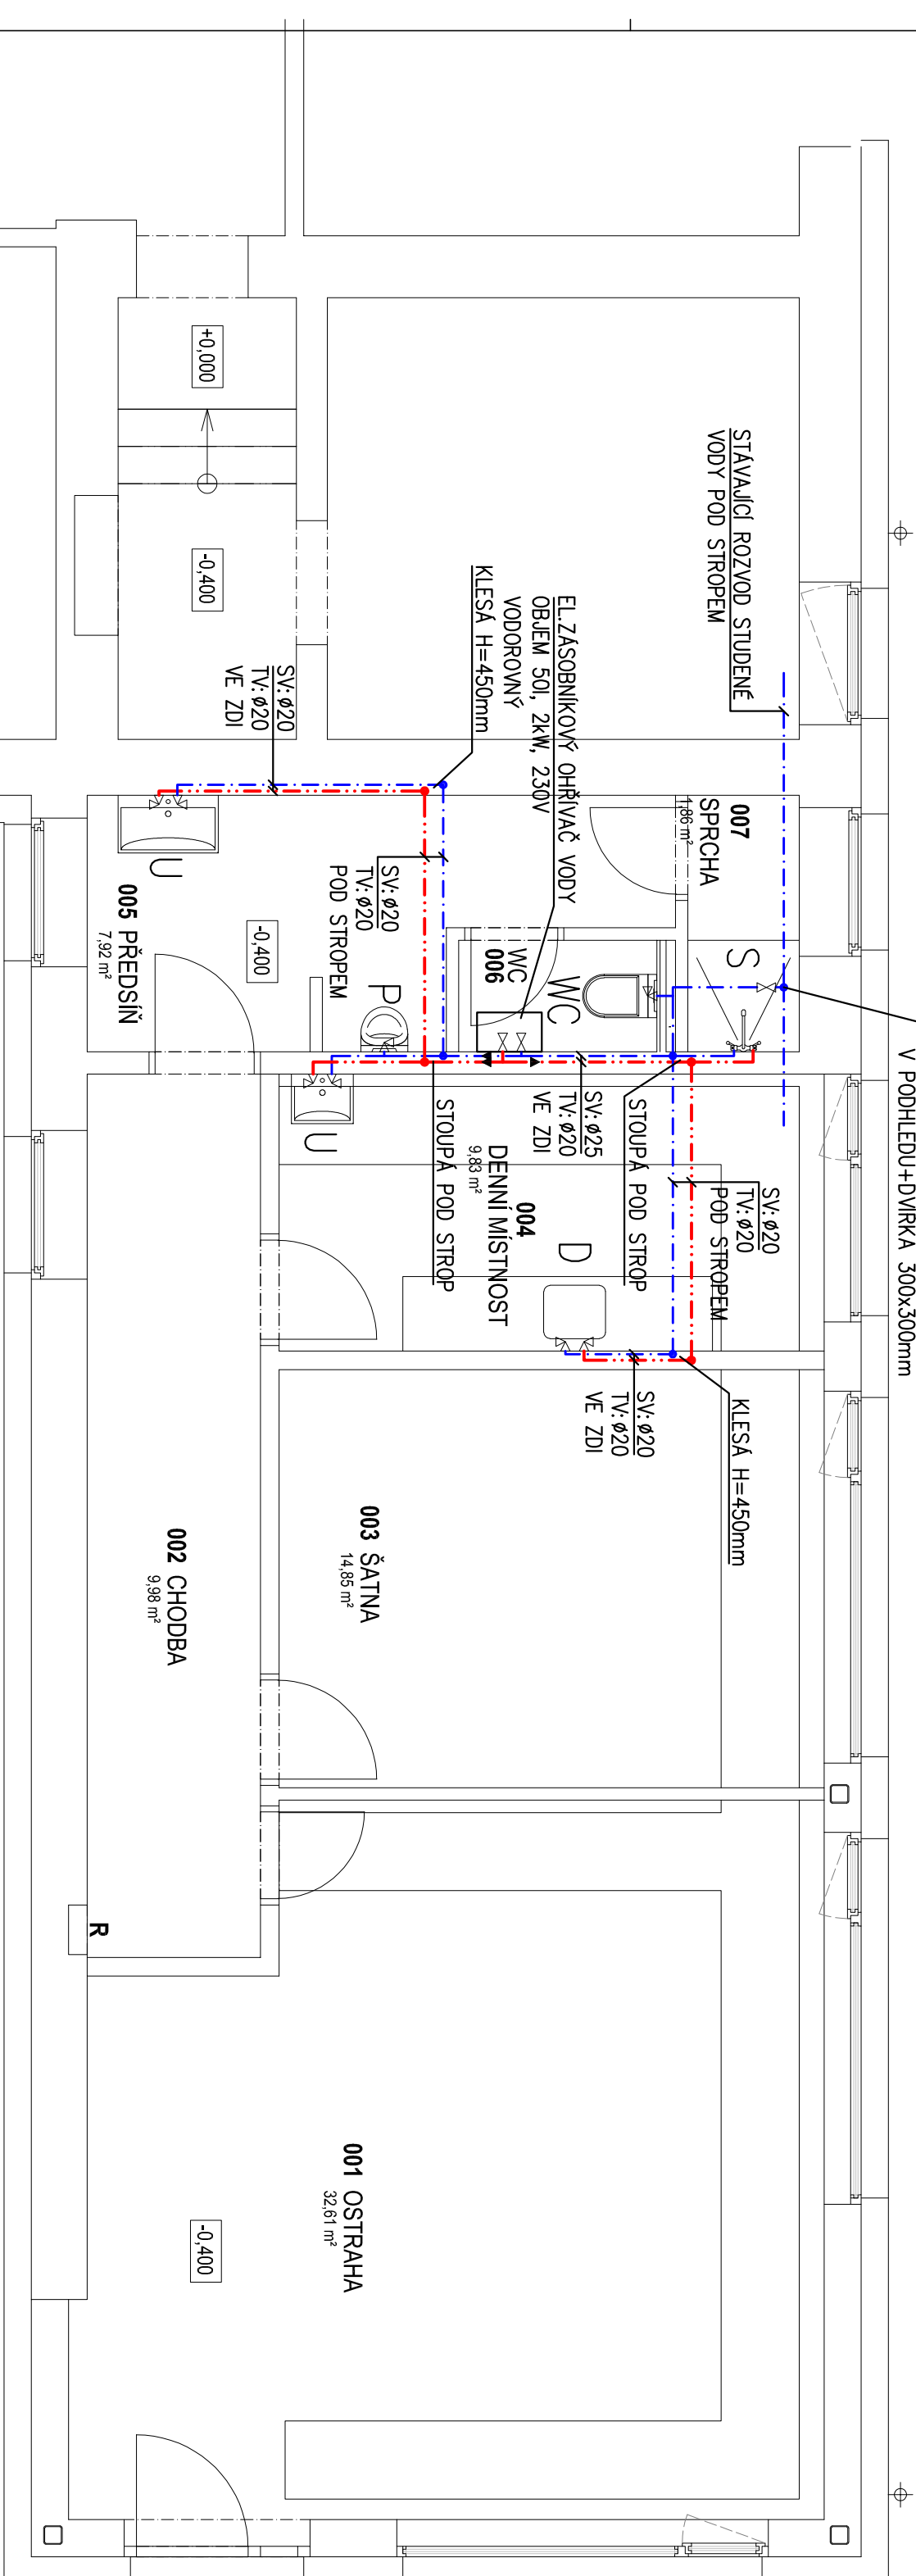 V PODHLEDU+DVÍŘKA 300x300mm
STÁVAJÍCÍ ROZVOD STUDENÉ
VODY POD STROPEM
007
SPRCHA
1,86 m²
S
EL.ZÁSOBNÍKOVÝ OHŘÍVAČ VODY
OBJEM 50l, 2kW, 230V
VODOROVNÝ
KLESÁ H=450mm
+0,000
-0,400
SV:ø20
TV:ø20
VE ZDI
U
005 PŘEDSÍŇ
7,92 m²
-0,400
SV:ø20
TV:ø20
POD STROPEM
P
WC
006
WC
U
STOUPÁ POD STROP
SV:ø25
TV:ø20
VE ZDI
STOUPÁ POD STROP
SV:ø20
TV:ø20
POD STROPEM
004
DENNÍ MÍSTNOST
9,83 m²
D
KLESÁ H=450mm
SV:ø20
TV:ø20
VE ZDI
003 ŠATNA
14,85 m²
002 CHODBA
9,98 m²
R
001 OSTRAHA
32,61 m²
-0,400